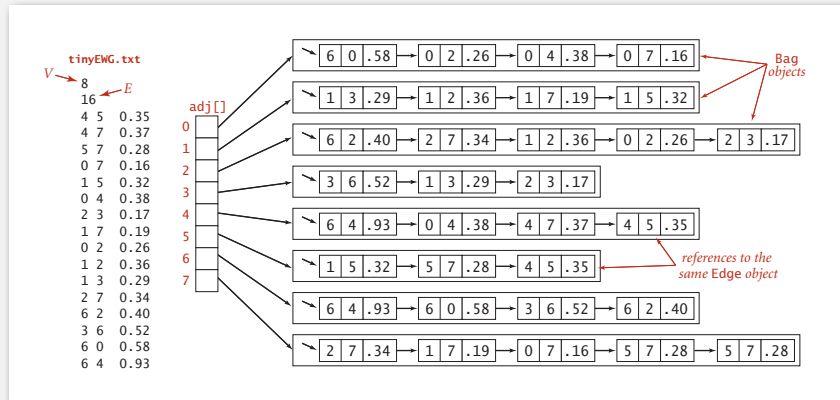 tinyEWG.txt
V
8
16
E
4 5 0.35
4 7 0.37
5 7 0.28
0 7 0.16
1 5 0.32
0 4 0.38
2 3 0.17
1 7 0.19
0 2 0.26
1 2 0.36
1 3 0.29
2 7 0.34
6 2 0.40
3 6 0.52
6 0 0.58
6 4 0.93
adj[]
0
1
2
3
4
5
6
7
6 0 .58 0 2 .26 0 4 .38 0 7 .16
1 3 .29 1 2 .36 1 7 .19 1 5 .32
6 2 .40 2 7 .34 1 2 .36 0 2 .26 2 3 .17
3 6 .52 1 3 .29 2 3 .17
6 4 .93 0 4 .38 4 7 .37 4 5 .35
1 5 .32 5 7 .28 4 5 .35
6 4 .93 6 0 .58 3 6 .52 6 2 .40
2 7 .34 1 7 .19 0 7 .16 5 7 .28 5 7 .28
Bag
objects
references to the
same Edge object